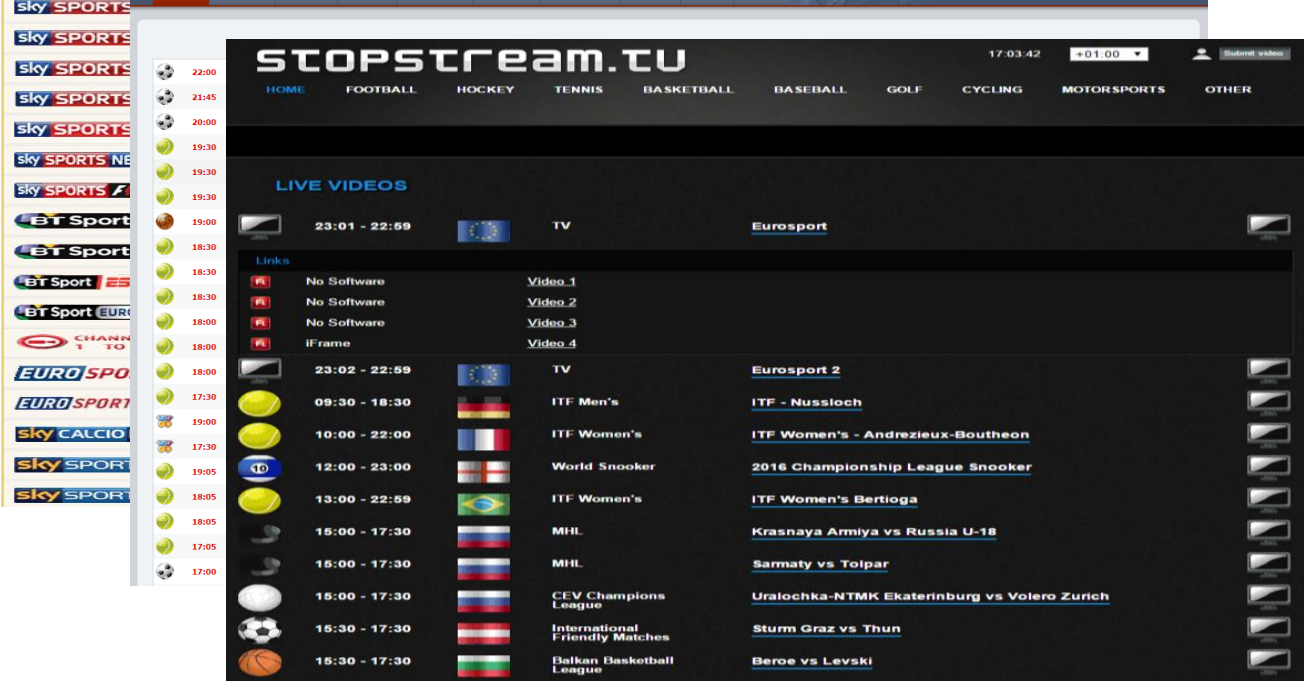 sky SPORTS
sky SPORTS
sky SPORTS
sky SPORTS
sky SPORTS
sky SPORTS NE
sky SPORTS F
BT Sport
BT Sport
BT Sport ES
BT Sport EUR
CHANN
1 TO
EUROSPO
EUROSPORT
sky CALCIO
sky SPORT
sky SPORT
22:00
21:45
20:00
19:30
19:30
19:30
19:00
18:30
18:30
18:30
18:00
18:00
18:00
17:30
19:00
17:30
19:05
18:05
18:05
17:05
17:00
STOPSTREAM.TV
17:03:42 +01:00 Submit video
HOME FOOTBALL HOCKEY TENNIS BASKETBALL BASEBALL GOLF CYCLING MOTORSPORTS OTHER
LIVE VIDEOS
23:01 - 22:59 TV Eurosport
Links
No Software Video 1
No Software Video 2
No Software Video 3
iFrame Video 4
23:02 - 22:59 TV Eurosport 2
09:30 - 18:30 ITF Men's ITF - Nussloch
10:00 - 22:00 ITF Women's ITF Women's - Andrezieux-Boutheon
10 12:00 - 23:00 World Snooker 2016 Championship League Snooker
13:00 - 22:59 ITF Women's ITF Women's Bertioga
15:00 - 17:30 MHL Krasnaya Armiya vs Russia U-18
15:00 - 17:30 MHL Sarmaty vs Tolpar
15:00 - 17:30 CEV Champions League Uralochka-NTMK Ekaterinburg vs Volero Zurich
15:30 - 17:30 International Friendly Matches Sturm Graz vs Thun
15:30 - 17:30 Balkan Basketball League Beroe vs Levski